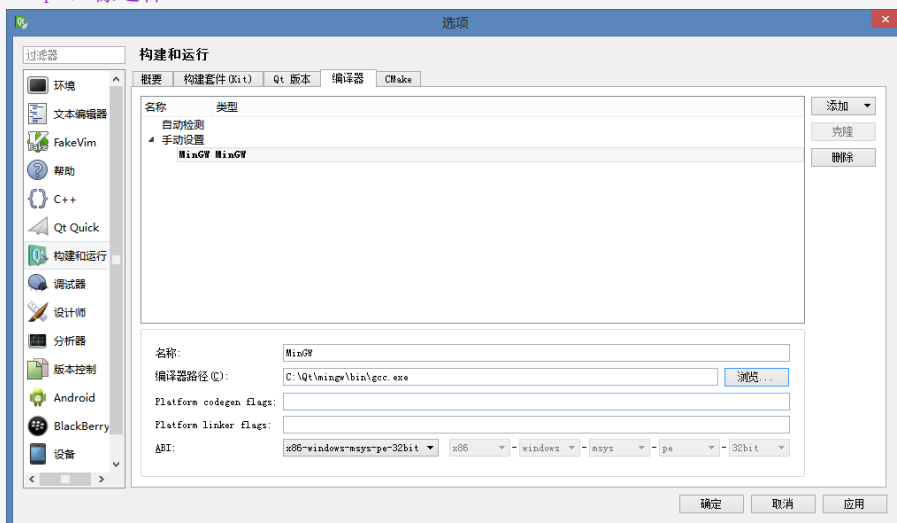 选项
过滤器
构建和运行
环境
文本编辑器
FakeVim
帮助
C++
Qt Quick
构建和运行
调试器
设计师
分析器
版本控制
Android
BlackBerry
设备
概要 构建套件(Kit) Qt 版本 编译器 CMake
名称 类型
自动检测
手动设置
MinGW MinGW
添加
克隆
删除
名称: MinGW
编译器路径(C): C:\Qt\mingw\bin\gcc.exe 浏览...
Platform codegen flags:
Platform linker flags:
ABI: x86-windows-msys-pe-32bit x86 - windows - msys - pe - 32bit
确定 取消 应用